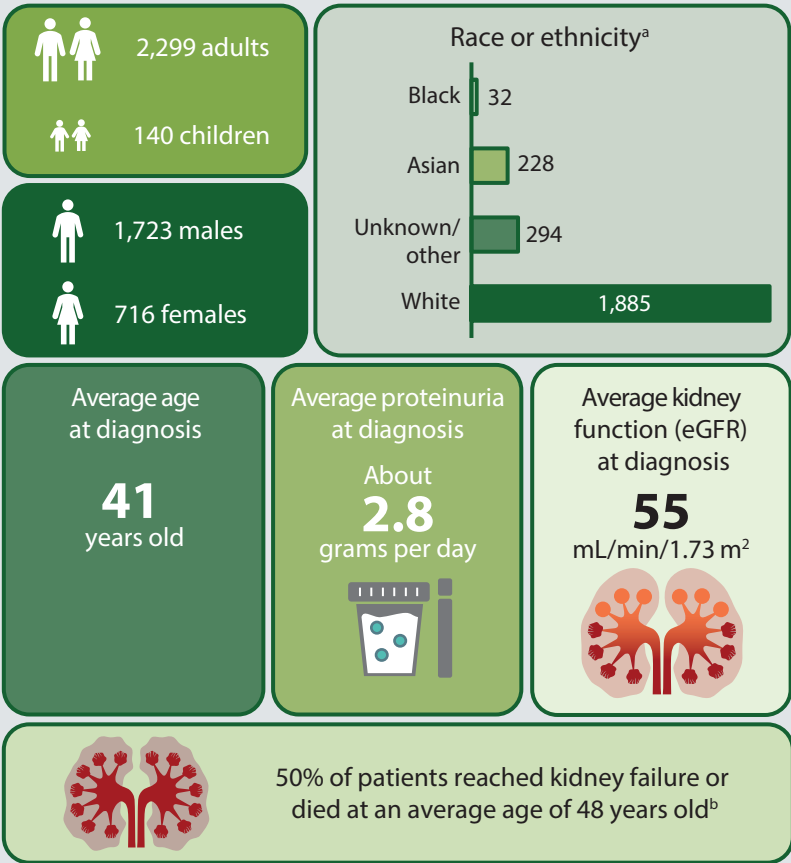 2,299 adults
140 children
1,723 males
716 females
Race or ethnicityᵃ
Black 32
Asian 228
Unknown/
other 294
White 1,885
Average age
at diagnosis
41
years old
Average proteinuria
at diagnosis
About
2.8
grams per day
Average kidney
function (eGFR)
at diagnosis
55
mL/min/1.73 m²
50% of patients reached kidney failure or
died at an average age of 48 years oldᵇ